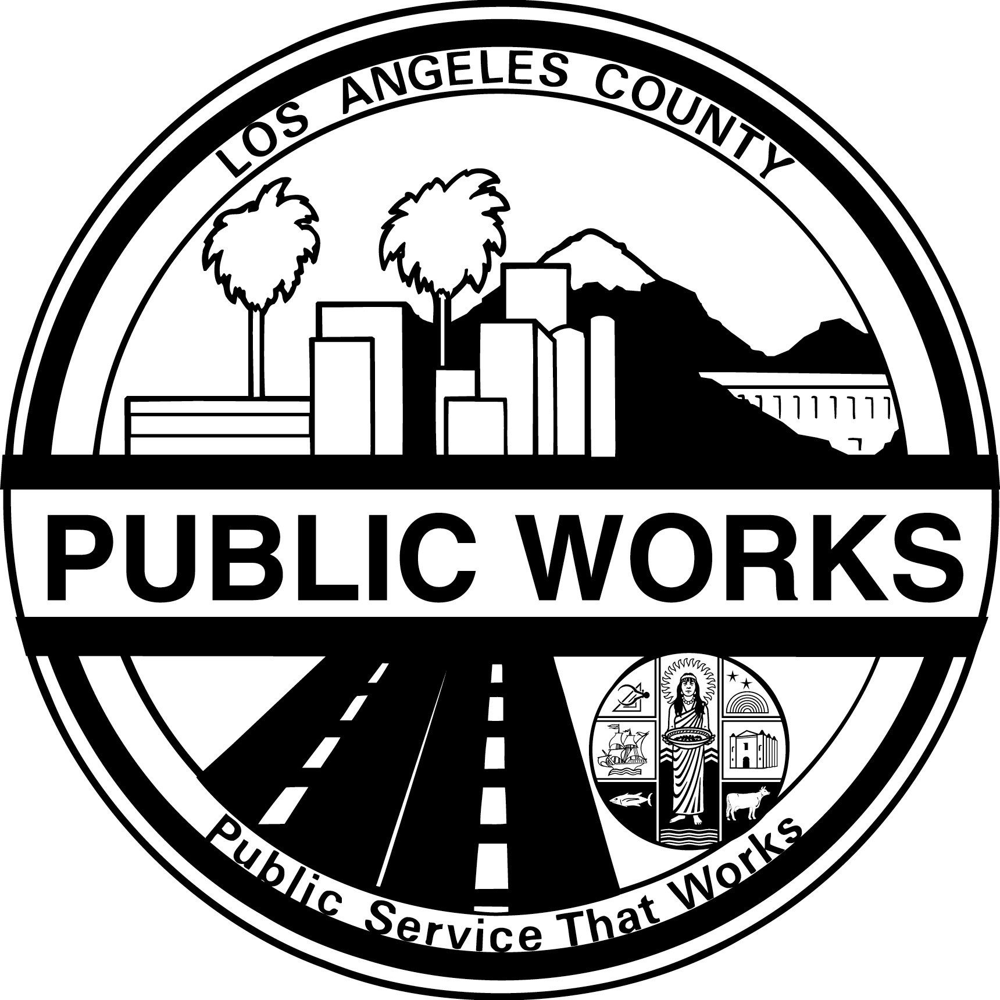 LOS ANGELES COUNTY
PUBLIC WORKS
Public Service That Works